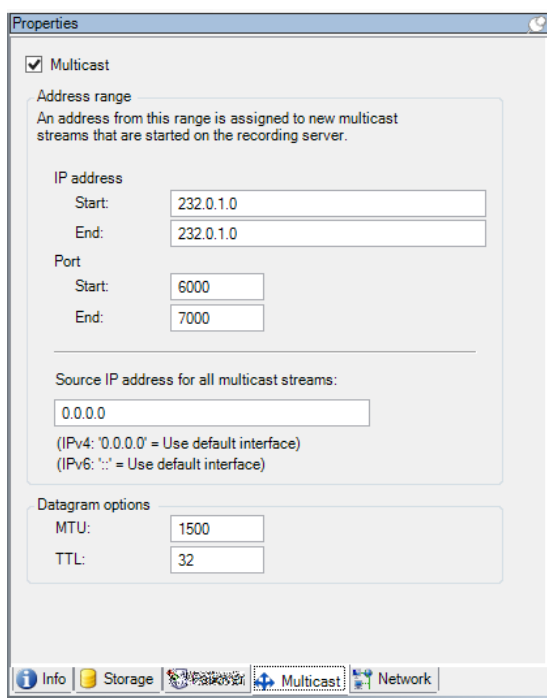 Properties
Multicast
Address range
An address from this range is assigned to new multicast
streams that are started on the recording server.
IP address
Start: 232.0.1.0
End: 232.0.1.0
Port
Start: 6000
End: 7000
Source IP address for all multicast streams:
0.0.0.0
(IPv4: '0.0.0.0' = Use default interface)
(IPv6: '::' = Use default interface)
Datagram options
MTU: 1500
TTL: 32
Info Storage Multicast Network